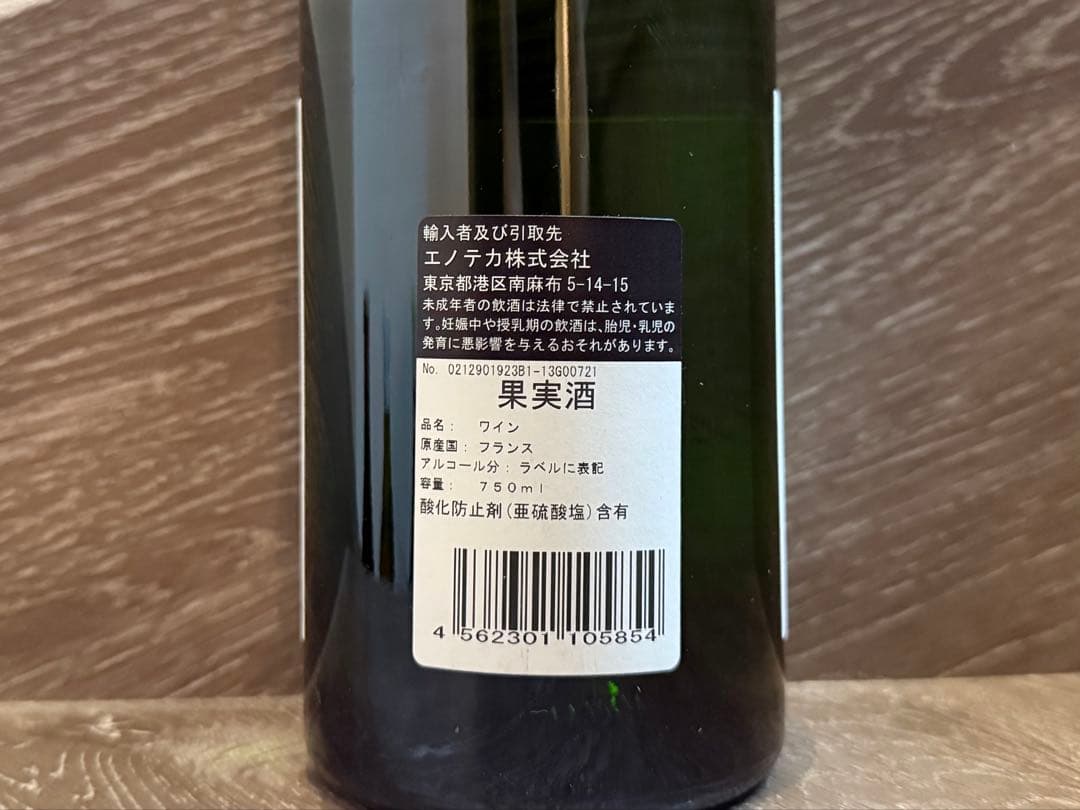 輸入者及び引取先
エノテカ株式会社
東京都港区南麻布5-14-15
未成年者の飲酒は法律で禁止されていま
す。妊娠中や授乳期の飲酒は、胎児・乳児の
発育に悪影響を与えるおそれがあります。
No. 0212901923B1-13G00721
果実酒
品名： ワイン
原産国： フランス
アルコール分： ラベルに表記
容量： 750ml
酸化防止剤(亜硫酸塩)含有
4 562301 105854